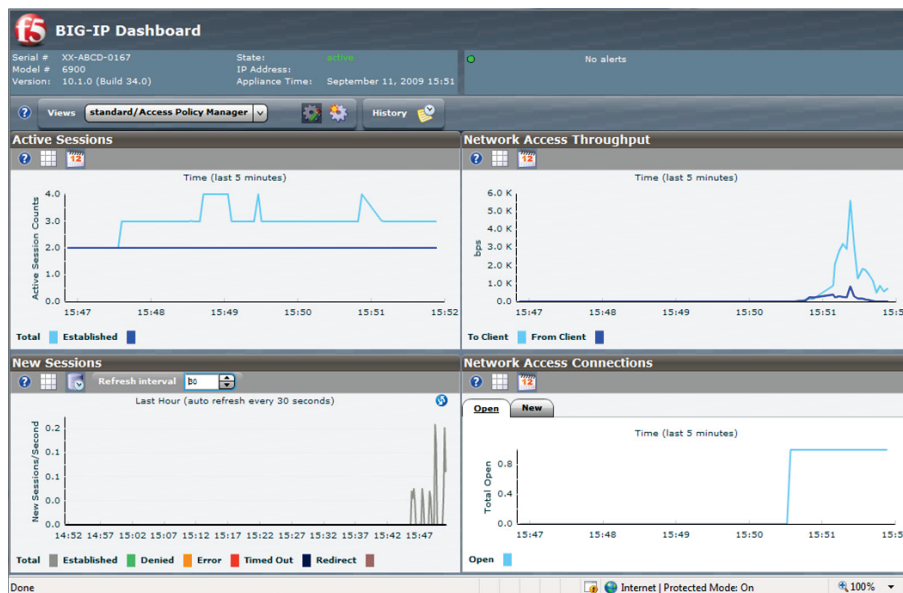 f5 BIG-IP Dashboard
Serial # XX-ABCD-0167 State: active No alerts
Model # 6900 IP Address:
Version: 10.1.0 (Build 34.0) Appliance Time: September 11, 2009 15:51
? Views standard/Access Policy Manager History
Active Sessions
? 12
Time (last 5 minutes)
Active Session Counts
4.0
3.0
2.0
1.0
0.0
15:47 15:48 15:49 15:50 15:51 15:52
Total Established
Network Access Throughput
? 12
Time (last 5 minutes)
bps
6.0 K
5.0 K
4.0 K
3.0 K
2.0 K
1.0 K
0.0
15:47 15:48 15:49 15:50 15:51 15:5
To Client From Client
New Sessions
? Refresh interval
Last Hour (auto refresh every 30 seconds)
New Sessions/Second
0.2
0.1
0.1
0.0
0.0
14:52 14:57 15:02 15:07 15:12 15:17 15:22 15:27 15:32 15:37 15:42 15:47
Total Established Denied Error Timed Out Redirect
Network Access Connections
? 12
Open New
Time (last 5 minutes)
Total Open
0.8
0.4
0.0
15:47 15:48 15:49 15:50 15:51 15:5
Open
Done Internet | Protected Mode: On 100%